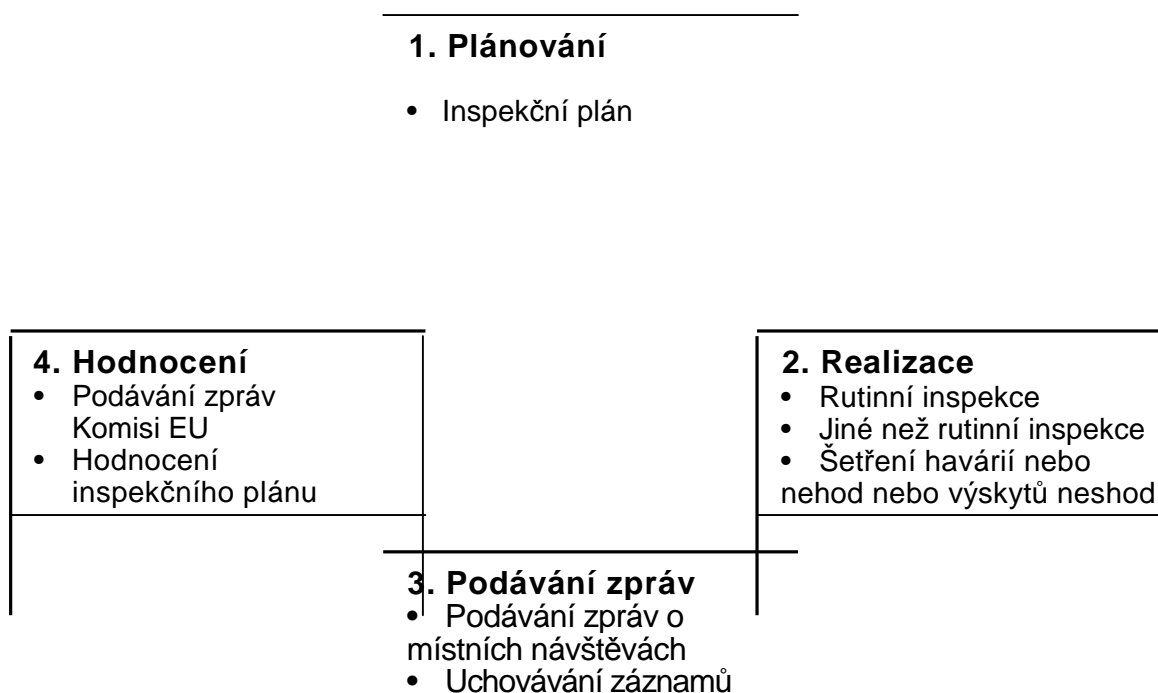 1. Plánování
• Inspekční plán
4. Hodnocení
• Podávání zpráv
Komisi EU
• Hodnocení
inspekčního plánu
2. Realizace
• Rutinní inspekce
• Jiné než rutinní inspekce
• Šetření havárií nebo
nehod nebo výskytů neshod
3. Podávání zpráv
• Podávání zpráv o
místních návštěvách
• Uchovávání záznamů